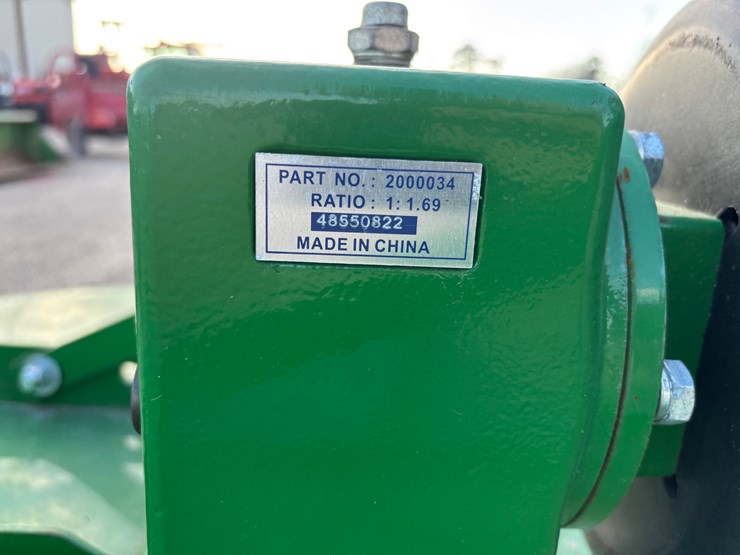 PART NO.: 2000034
RATIO: 1:1.69
48550822
MADE IN CHINA